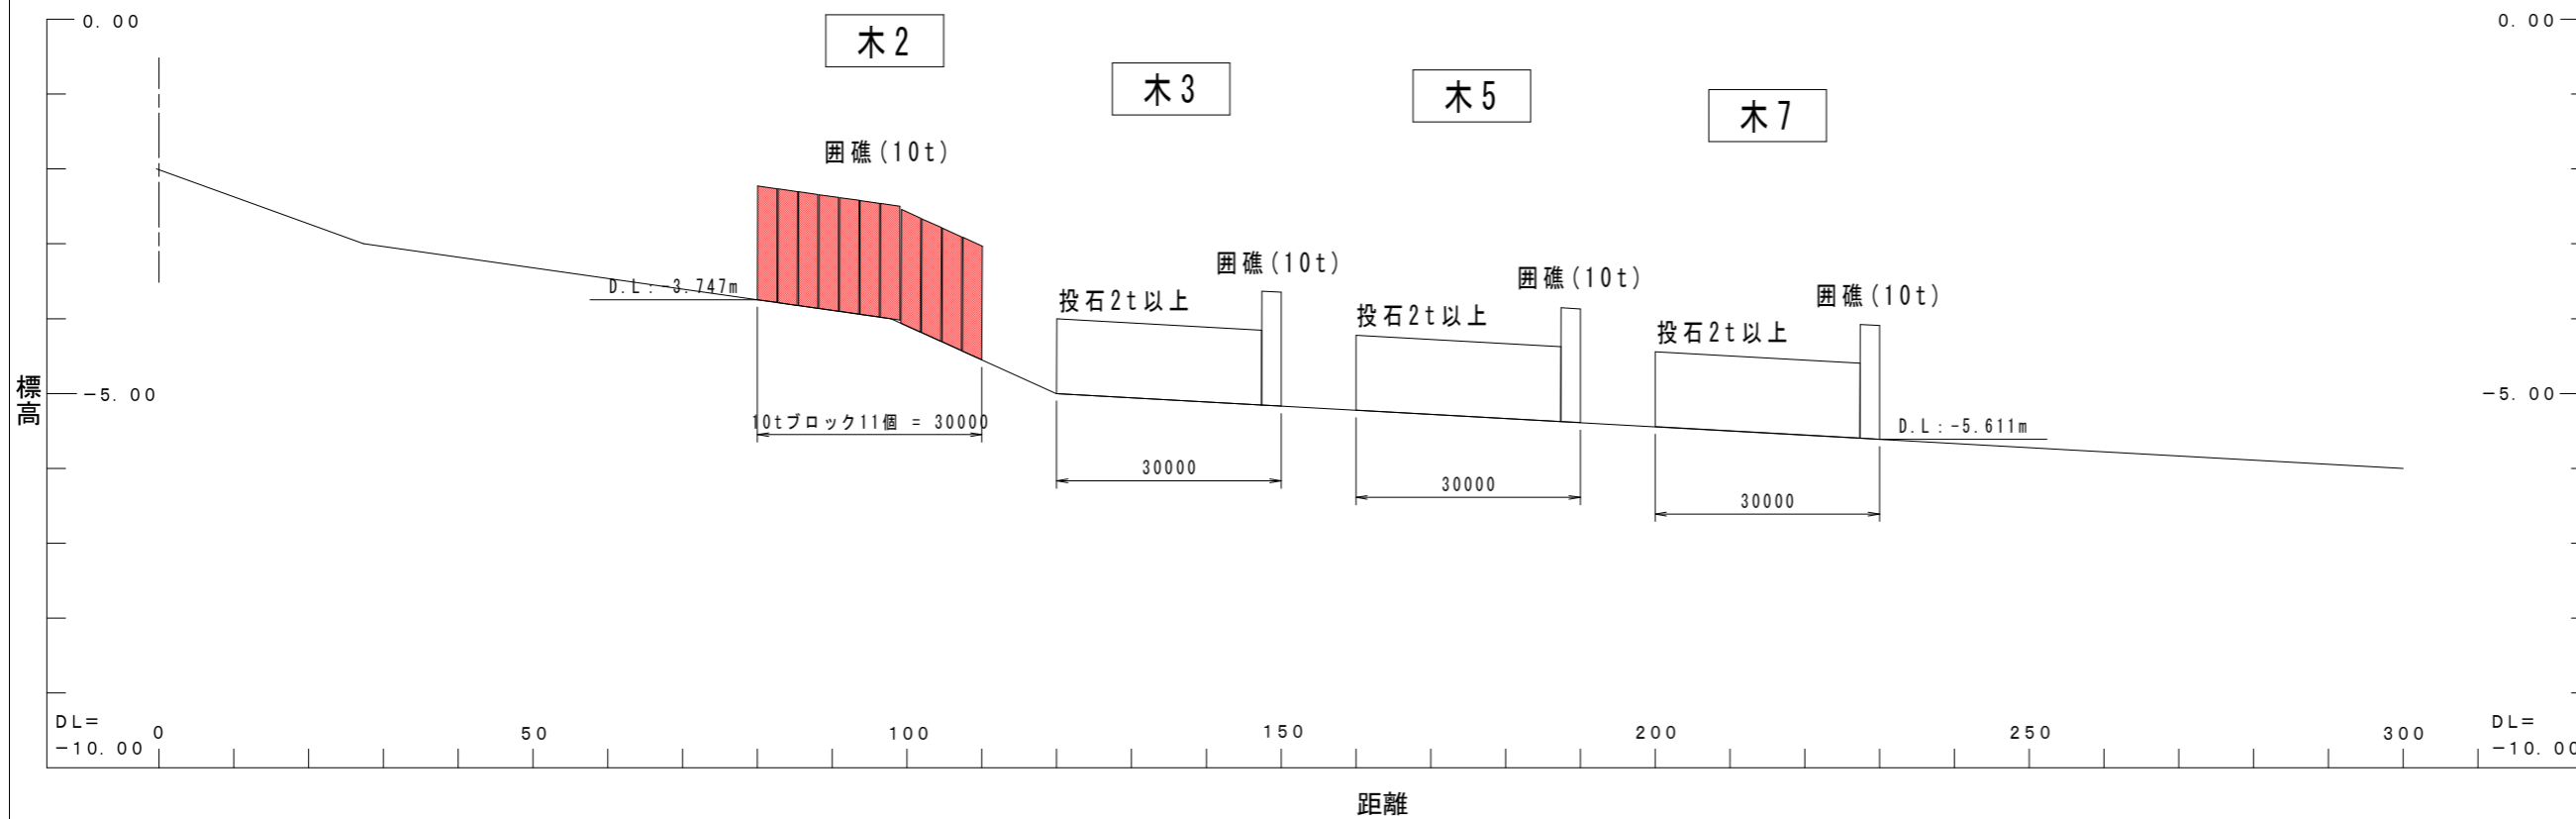 0.00
0.00
木2
木3
木5
木7
囲礁(10t)
囲礁(10t)
囲礁(10t)
囲礁(10t)
D.L:-3.747m
投石2t以上
投石2t以上
投石2t以上
標高
-5.00
-5.00
10tブロック11個 = 30000
D.L:-5.611m
30000
30000
30000
DL=
-10.00
0
50
100
150
200
250
300
DL=
-10.00
距離